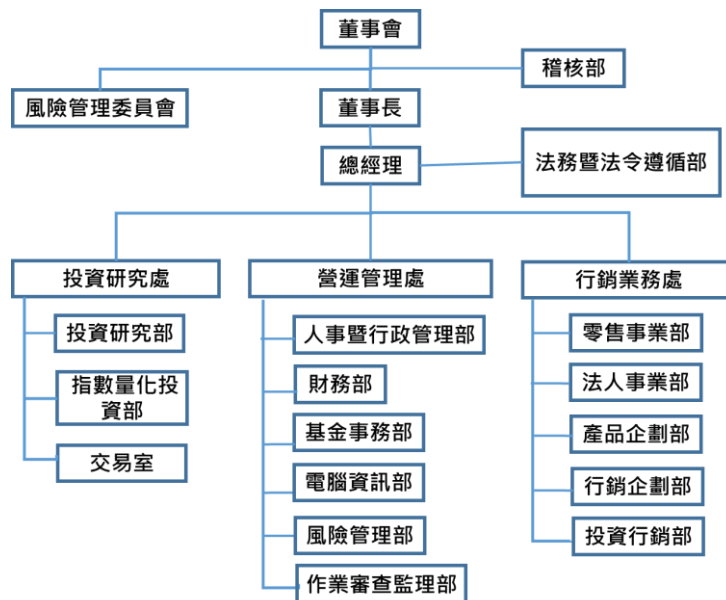 董事會
稽核部
風險管理委員會
董事長
總經理
法務暨法令遵循部
投資研究處
營運管理處
行銷業務處
投資研究部
指數量化投
資部
交易室
人事暨行政管理部
財務部
基金事務部
電腦資訊部
風險管理部
作業審查監理部
零售事業部
法人事業部
產品企劃部
行銷企劃部
投資行銷部